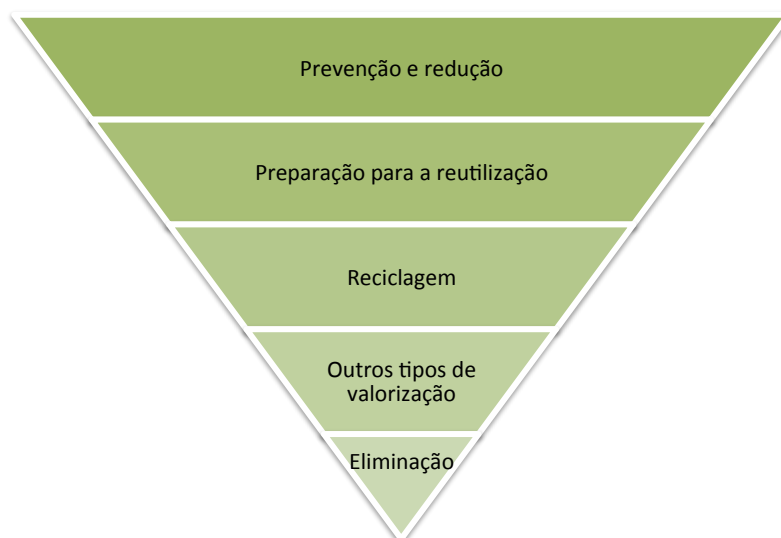 Prevenção e redução
Preparação para a reutilização
Reciclagem
Outros tipos de
valorização
Eliminação